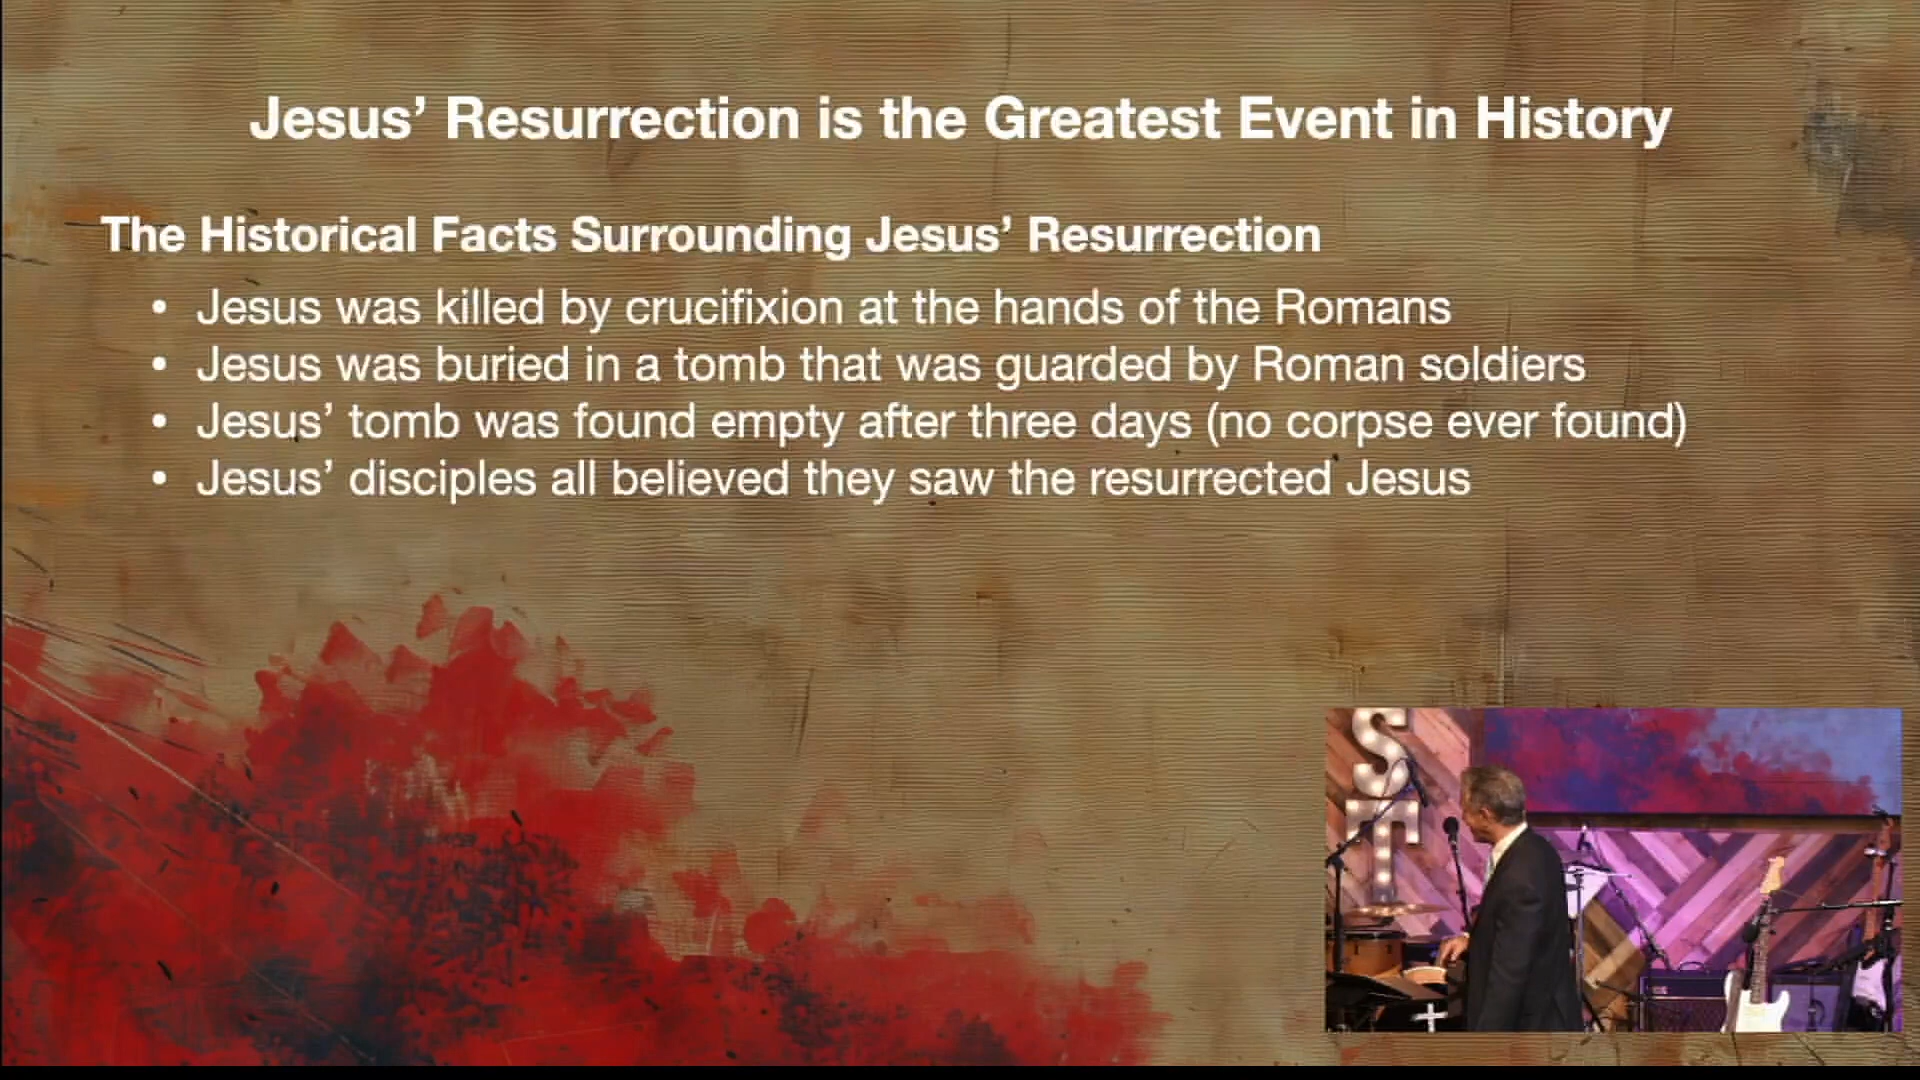 Jesus’ Resurrection is the Greatest Event in History
The Historical Facts Surrounding Jesus’ Resurrection
• Jesus was killed by crucifixion at the hands of the Romans
• Jesus was buried in a tomb that was guarded by Roman soldiers
• Jesus’ tomb was found empty after three days (no corpse ever found)
• Jesus’ disciples all believed they saw the resurrected Jesus
S
T